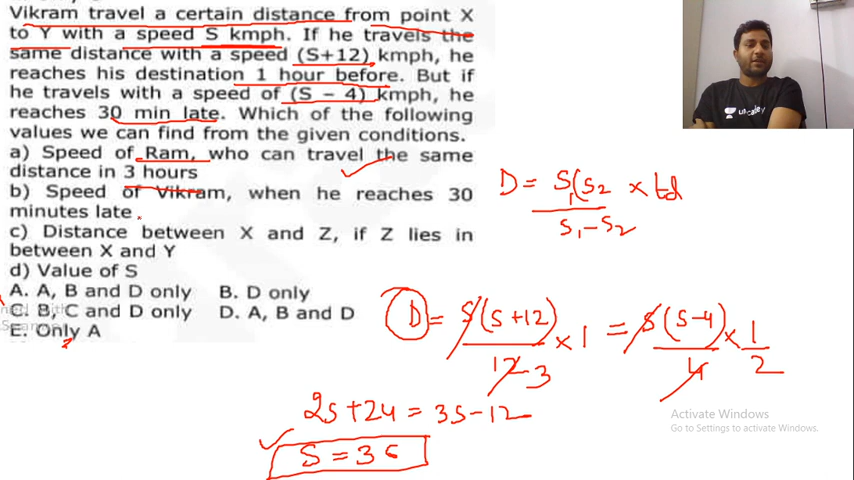 Vikram travel a certain distance from point X
to Y with a speed S kmph. If he travels the
same distance with a speed (S+12) kmph, he
reaches his destination 1 hour before. But if
he travels with a speed of (S – 4) kmph, he
reaches 30 min late. Which of the following
values we can find from the given conditions.
a) Speed of Ram, who can travel the same
distance in 3 hours
b) Speed of Vikram, when he reaches 30
minutes late.
c) Distance between X and Z, if Z lies in
between X and Y
d) Value of S
A. A, B and D only B. D only
C. B, C and D only D. A, B and D
E. Only A
D = S1(S2 × td
S1 – S2
D = S(S+12) × 1 = S(S-4) × 1
12 3 4 2
2S + 24 = 3S – 12
S = 36
Activate Windows
Go to Settings to activate Windows.